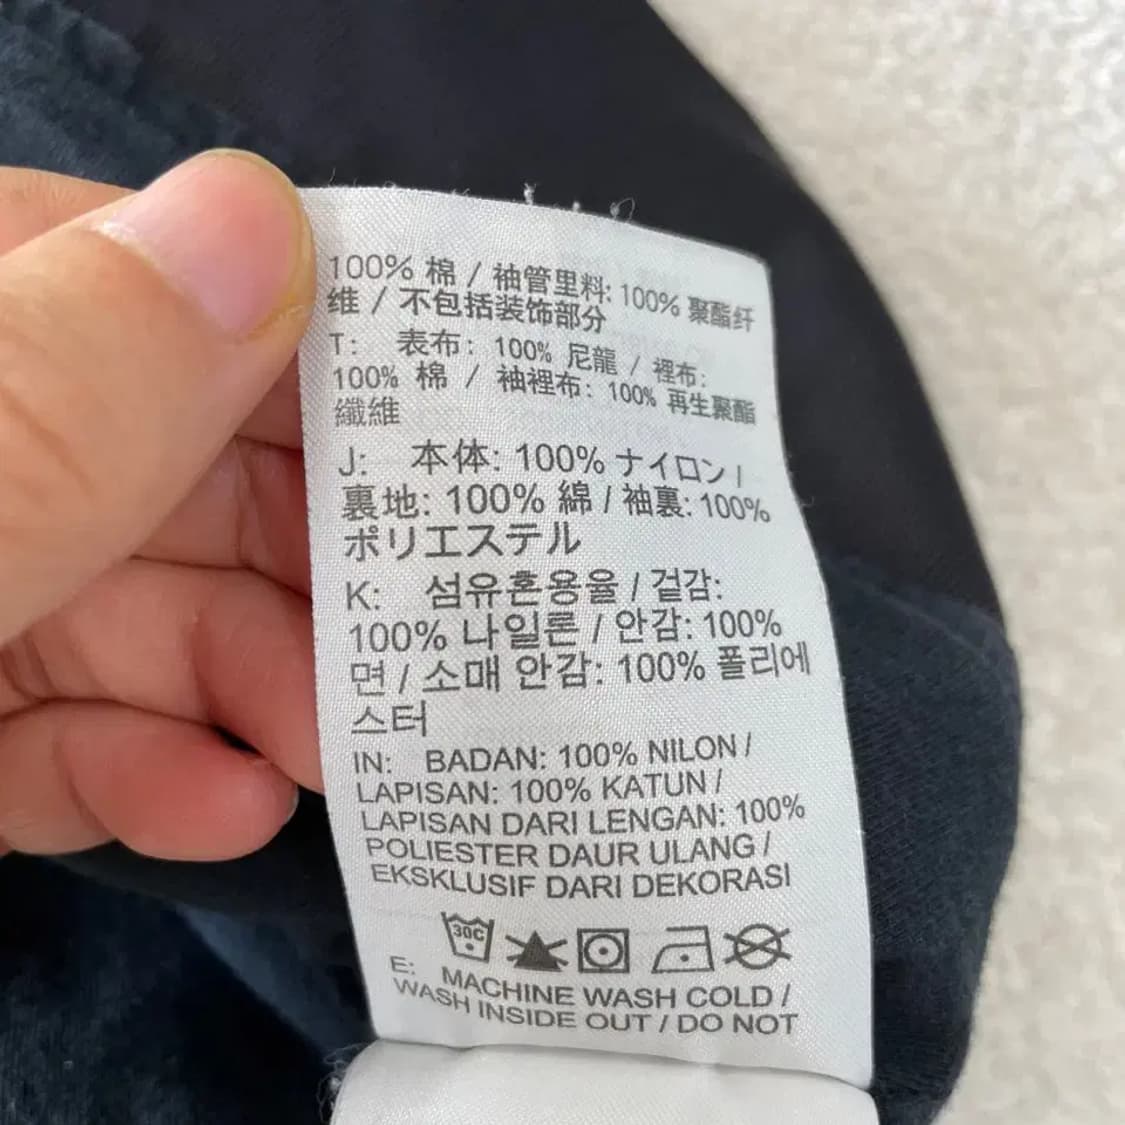 100% 棉 / 袖管里料: 100% 聚酯纤
维 / 不包括装饰部分
T: 表布: 100% 尼龍 / 裡布:
100% 棉 / 袖裡布: 100% 再生聚酯
纖維
J: 本体: 100% ナイロン /
裏地: 100% 綿 / 袖裏: 100%
ポリエステル
K: 섬유혼용율 / 겉감:
100% 나일론 / 안감: 100%
면 / 소매 안감: 100% 폴리에
스터
IN: BADAN: 100% NILON /
LAPISAN: 100% KATUN /
LAPISAN DARI LENGAN: 100%
POLIESTER DAUR ULANG /
EKSKLUSIF DARI DEKORASI
30C
E: MACHINE WASH COLD /
WASH INSIDE OUT / DO NOT